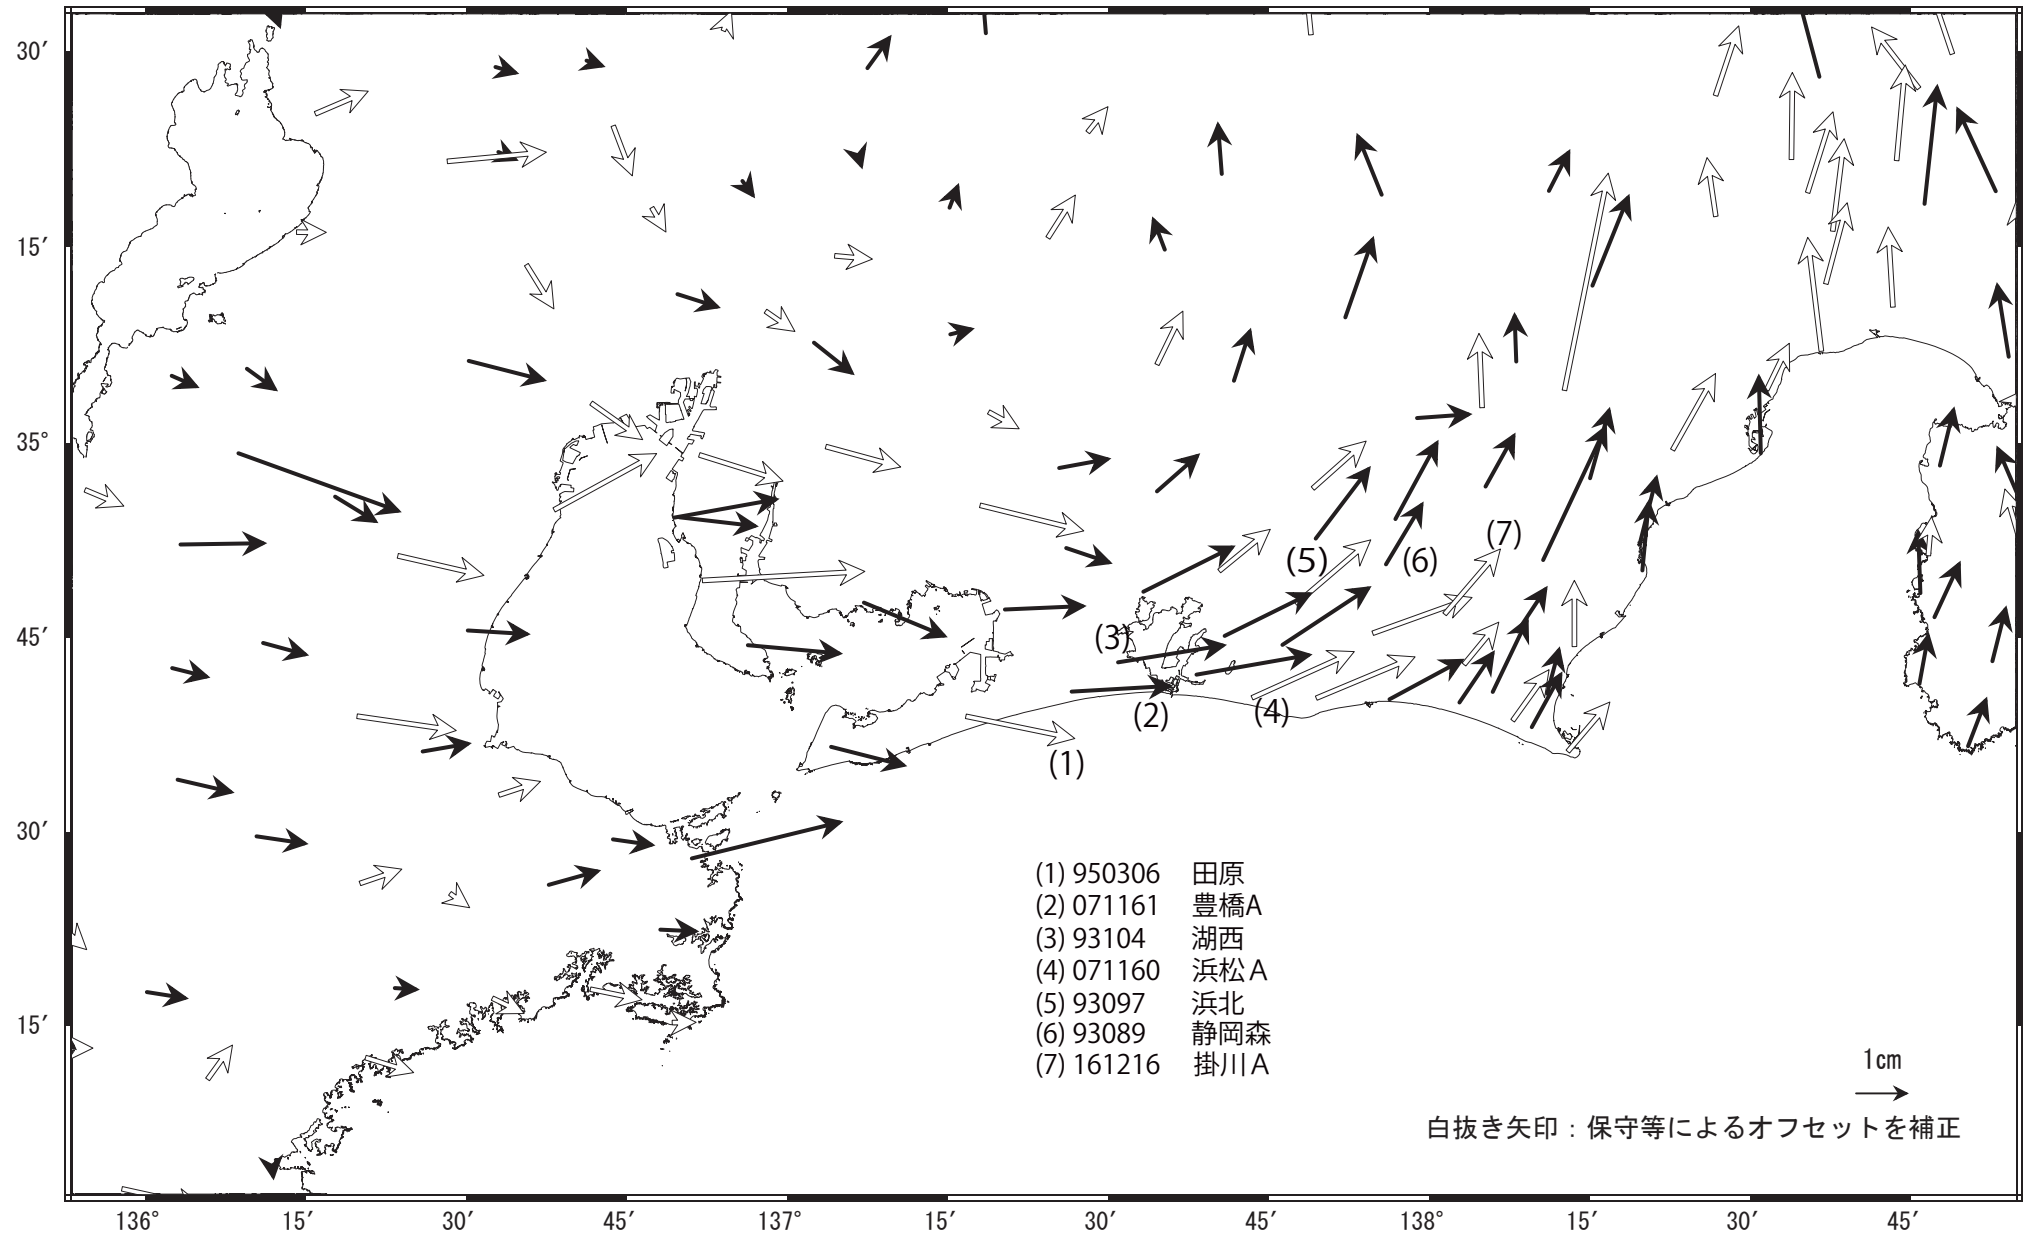 30′
15′
35°
45′
30′
15′
(7)
(5)
(6)
(3)
(2)
(4)
(1)
(1) 950306 田原
(2) 071161 豊橋A
(3) 93104 湖西
(4) 071160 浜松A
(5) 93097 浜北
(6) 93089 静岡森
(7) 161216 掛川A
1cm
白抜き矢印：保守等によるオフセットを補正
136° 15′ 30′ 45′ 137° 15′ 30′ 45′ 138° 15′ 30′ 45′